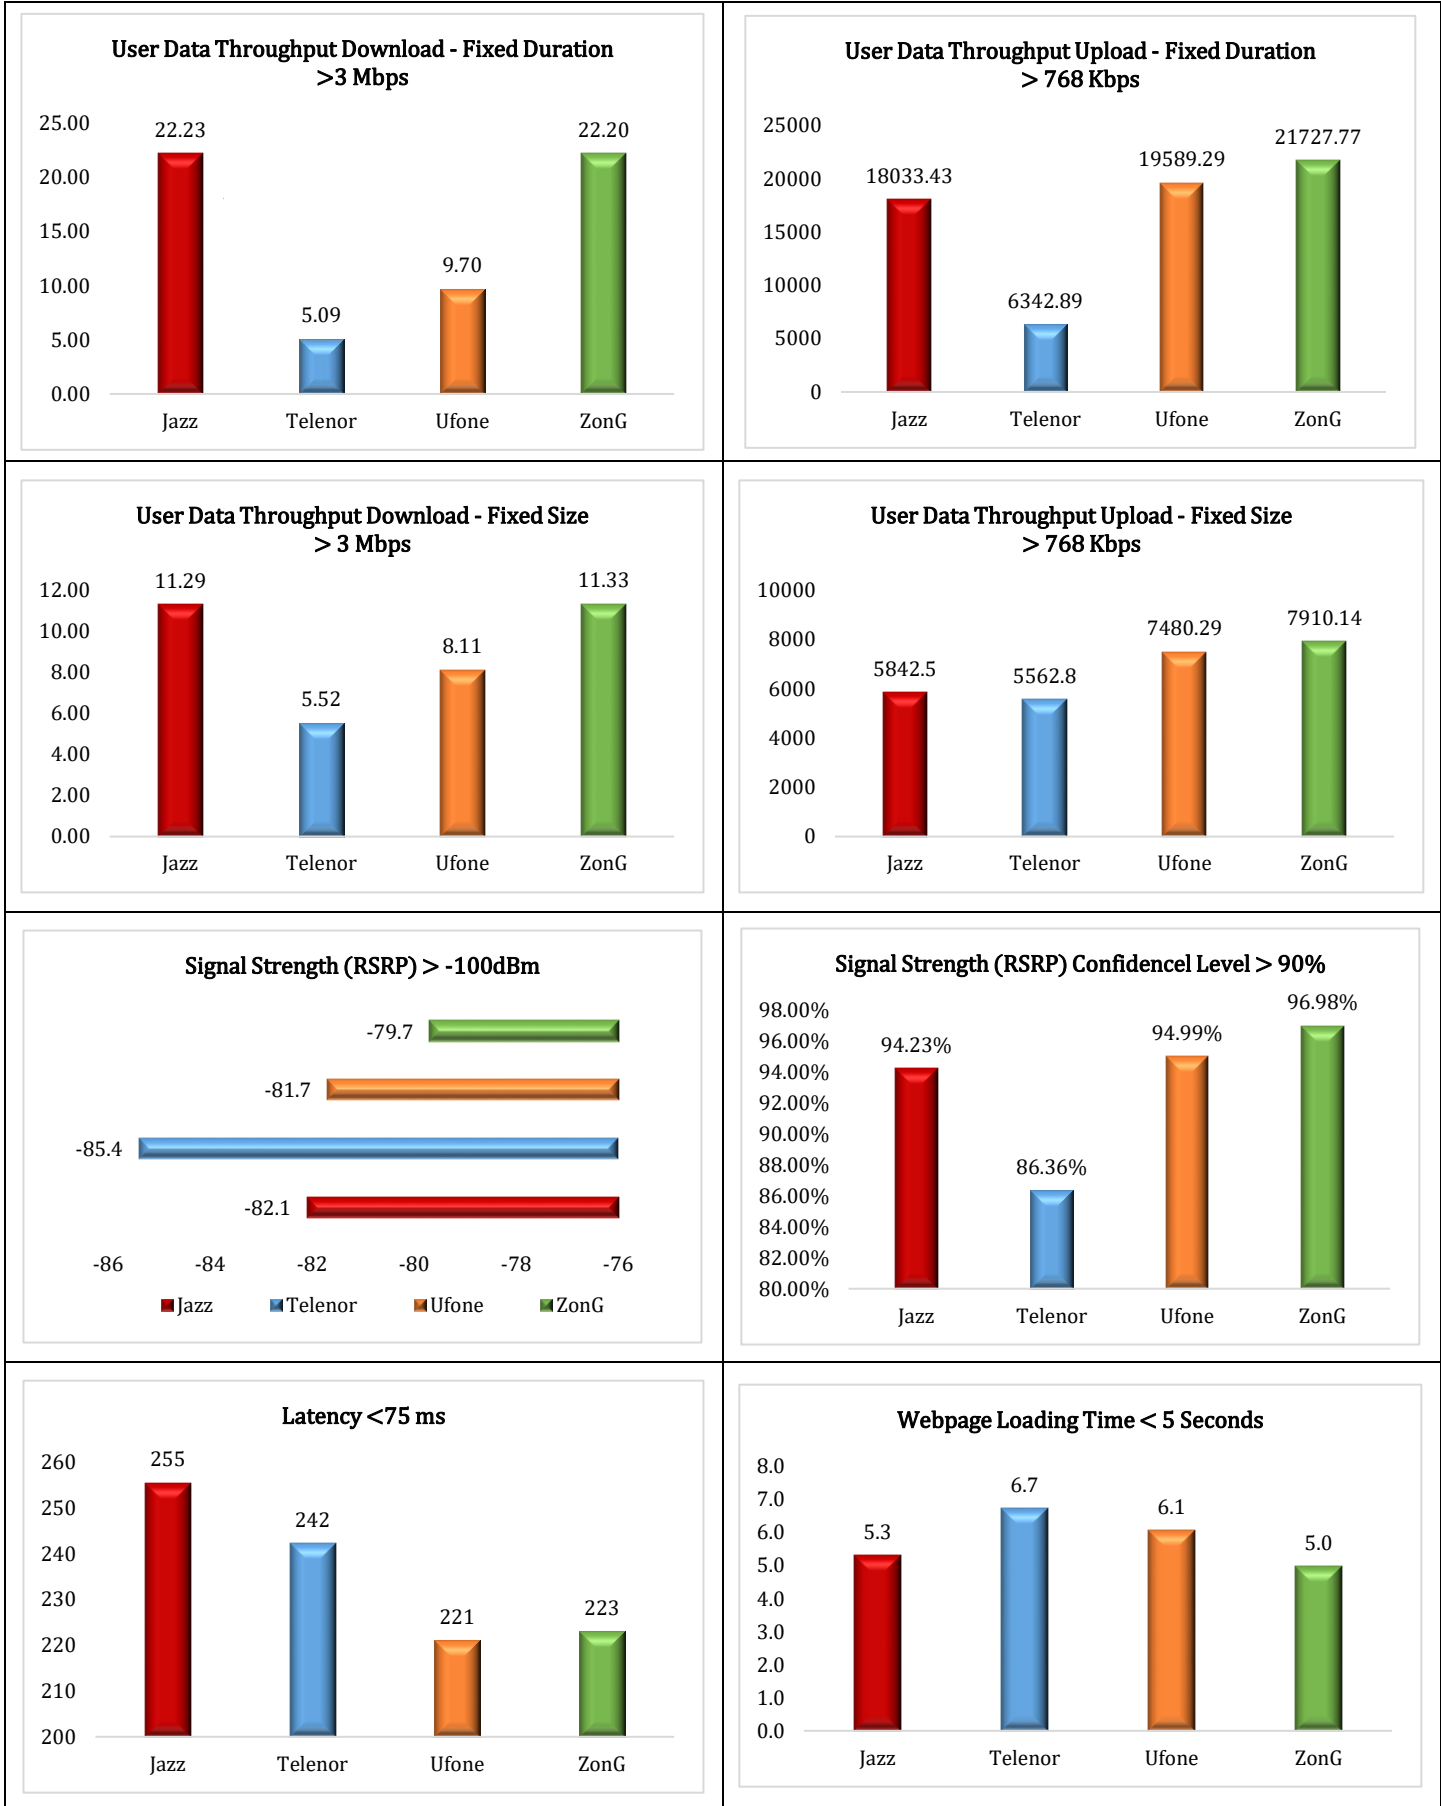 User Data Throughput Download - Fixed Duration
>3 Mbps
25.00
20.00
15.00
10.00
5.00
0.00
22.23
5.09
9.70
22.20
Jazz
Telenor
Ufone
ZonG
User Data Throughput Upload - Fixed Duration
> 768 Kbps
25000
20000
15000
10000
5000
0
18033.43
6342.89
19589.29
21727.77
Jazz
Telenor
Ufone
ZonG
User Data Throughput Download - Fixed Size
> 3 Mbps
12.00
10.00
8.00
6.00
4.00
2.00
0.00
11.29
5.52
8.11
11.33
Jazz
Telenor
Ufone
ZonG
User Data Throughput Upload - Fixed Size
> 768 Kbps
10000
8000
6000
4000
2000
0
5842.5
5562.8
7480.29
7910.14
Jazz
Telenor
Ufone
ZonG
Signal Strength (RSRP) > -100dBm
-79.7
-81.7
-85.4
-82.1
-86
-84
-82
-80
-78
-76
Jazz
Telenor
Ufone
ZonG
Signal Strength (RSRP) Confidencel Level > 90%
98.00%
96.00%
94.00%
92.00%
90.00%
88.00%
86.00%
84.00%
82.00%
80.00%
94.23%
86.36%
94.99%
96.98%
Jazz
Telenor
Ufone
ZonG
Latency <75 ms
260
250
240
230
220
210
200
255
242
221
223
Jazz
Telenor
Ufone
ZonG
Webpage Loading Time < 5 Seconds
8.0
7.0
6.0
5.0
4.0
3.0
2.0
1.0
0.0
5.3
6.7
6.1
5.0
Jazz
Telenor
Ufone
ZonG